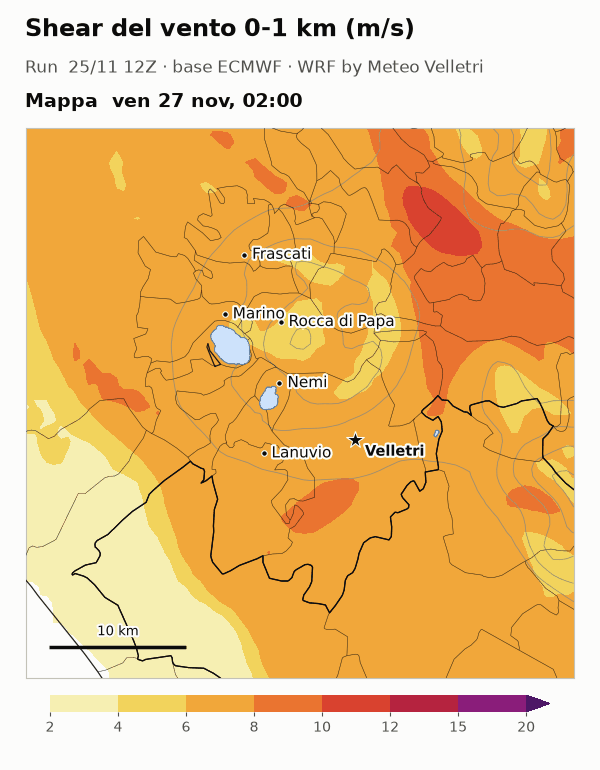 Shear del vento 0-1 km (m/s)
Run  25/11 12Z · base ECMWF · WRF by Meteo Velletri
Mappa  ven 27 nov, 02:00
Frascati
Marino
Rocca di Papa
Nemi
Velletri
Lanuvio
10 km
2 4 6 8 10 12 15 20